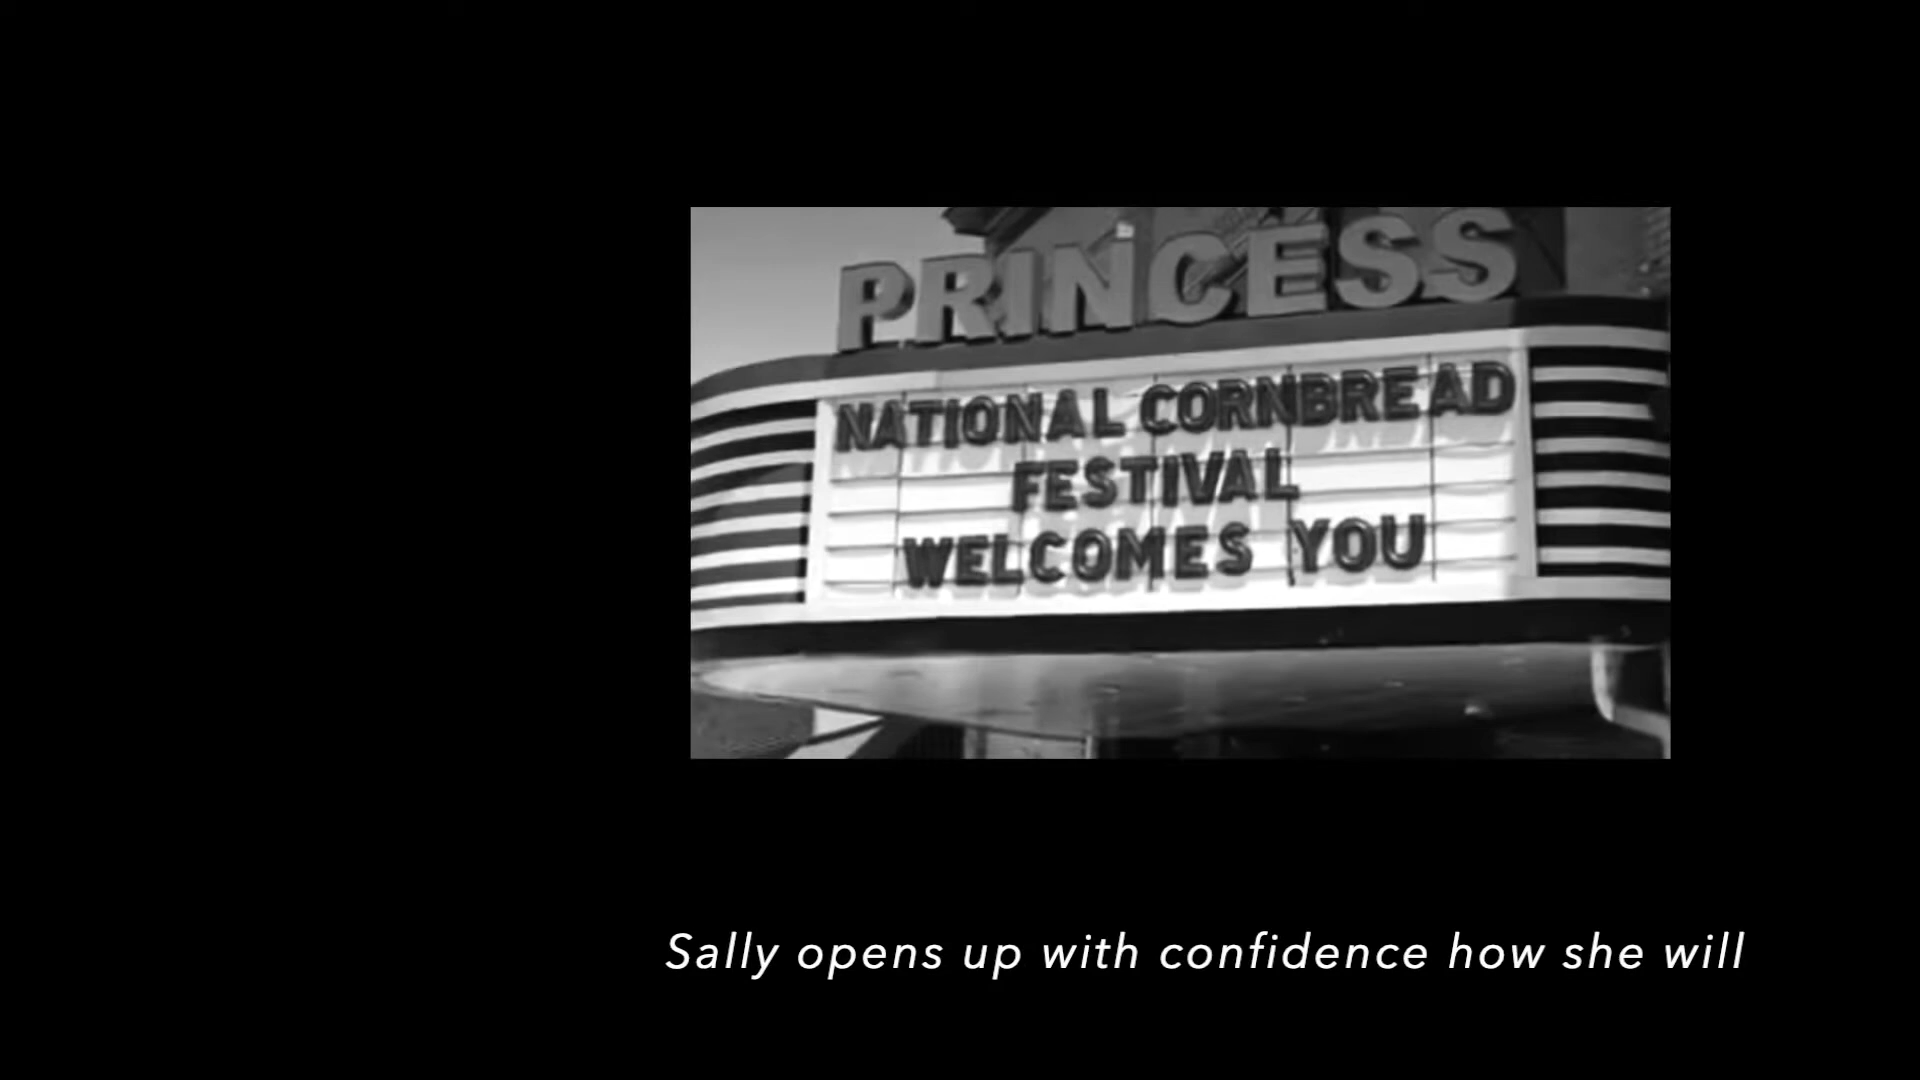 PRINCESS
NATIONAL CORNBREAD
FESTIVAL
WELCOMES YOU
Sally opens up with confidence how she will